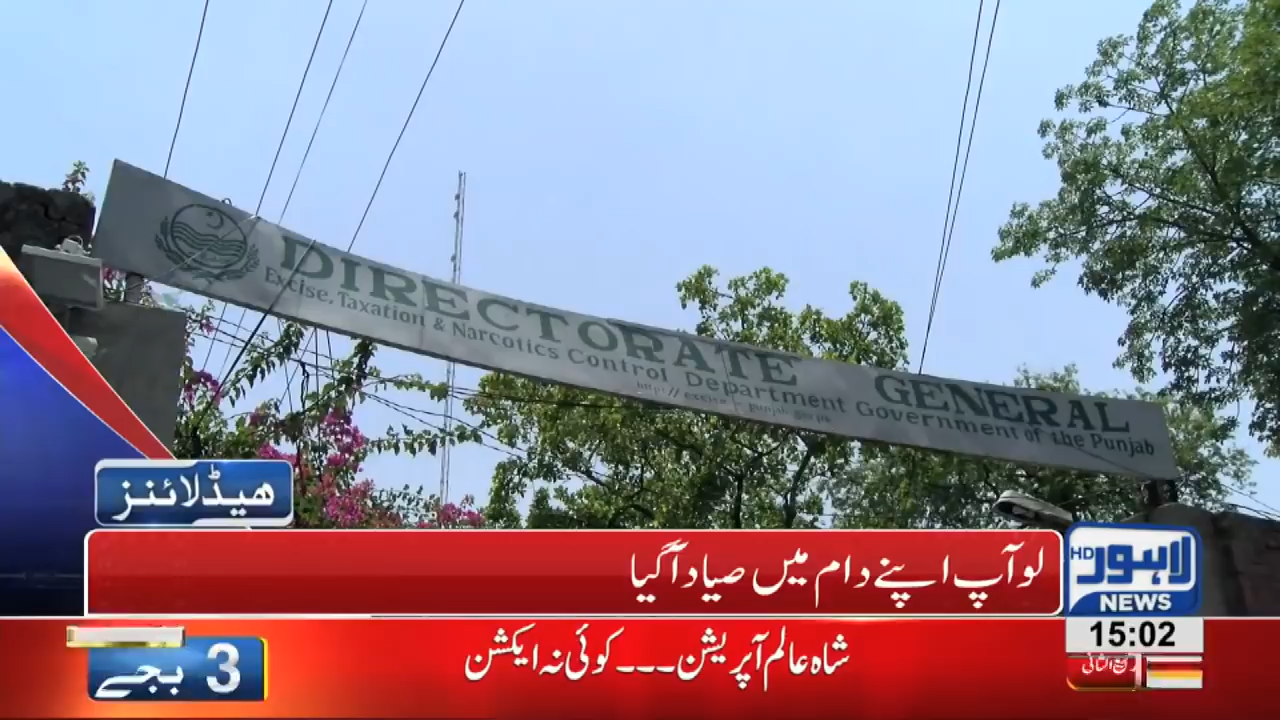 DIRECTORATE GENERAL
Excise, Taxation & Narcotics Control Department Government of the Punjab
ہیڈلائنز
لو آپ اپنے دام میں صیاد آگیا
لاہور HD
NEWS
15:02
شاہ عالم آپریشن ۔۔۔ کوئی نہ ایکشن
3 بجے